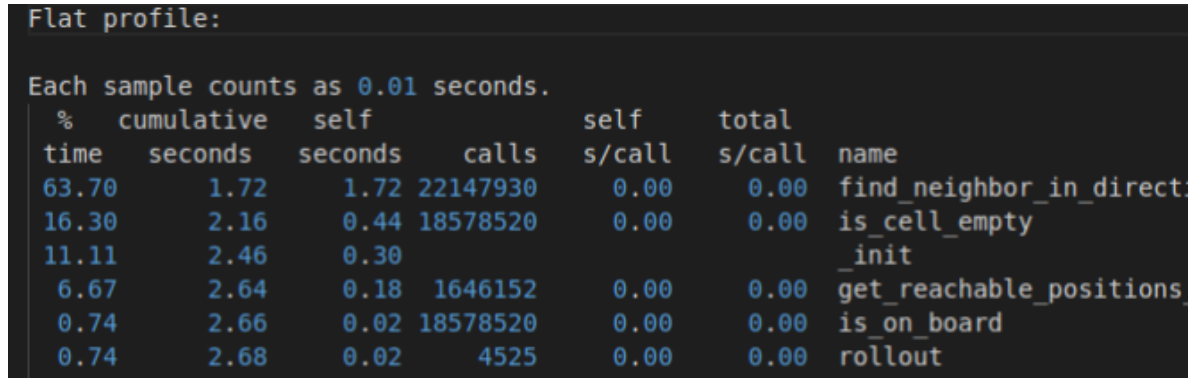 Flat profile:
Each sample counts as 0.01 seconds.
% cumulative self self total
time seconds seconds calls s/call s/call name
63.70 1.72 1.72 22147930 0.00 0.00 find_neighbor_in_directi
16.30 2.16 0.44 18578520 0.00 0.00 is_cell_empty
11.11 2.46 0.30 _init
6.67 2.64 0.18 1646152 0.00 0.00 get_reachable_positions_
0.74 2.66 0.02 18578520 0.00 0.00 is_on_board
0.74 2.68 0.02 4525 0.00 0.00 rollout